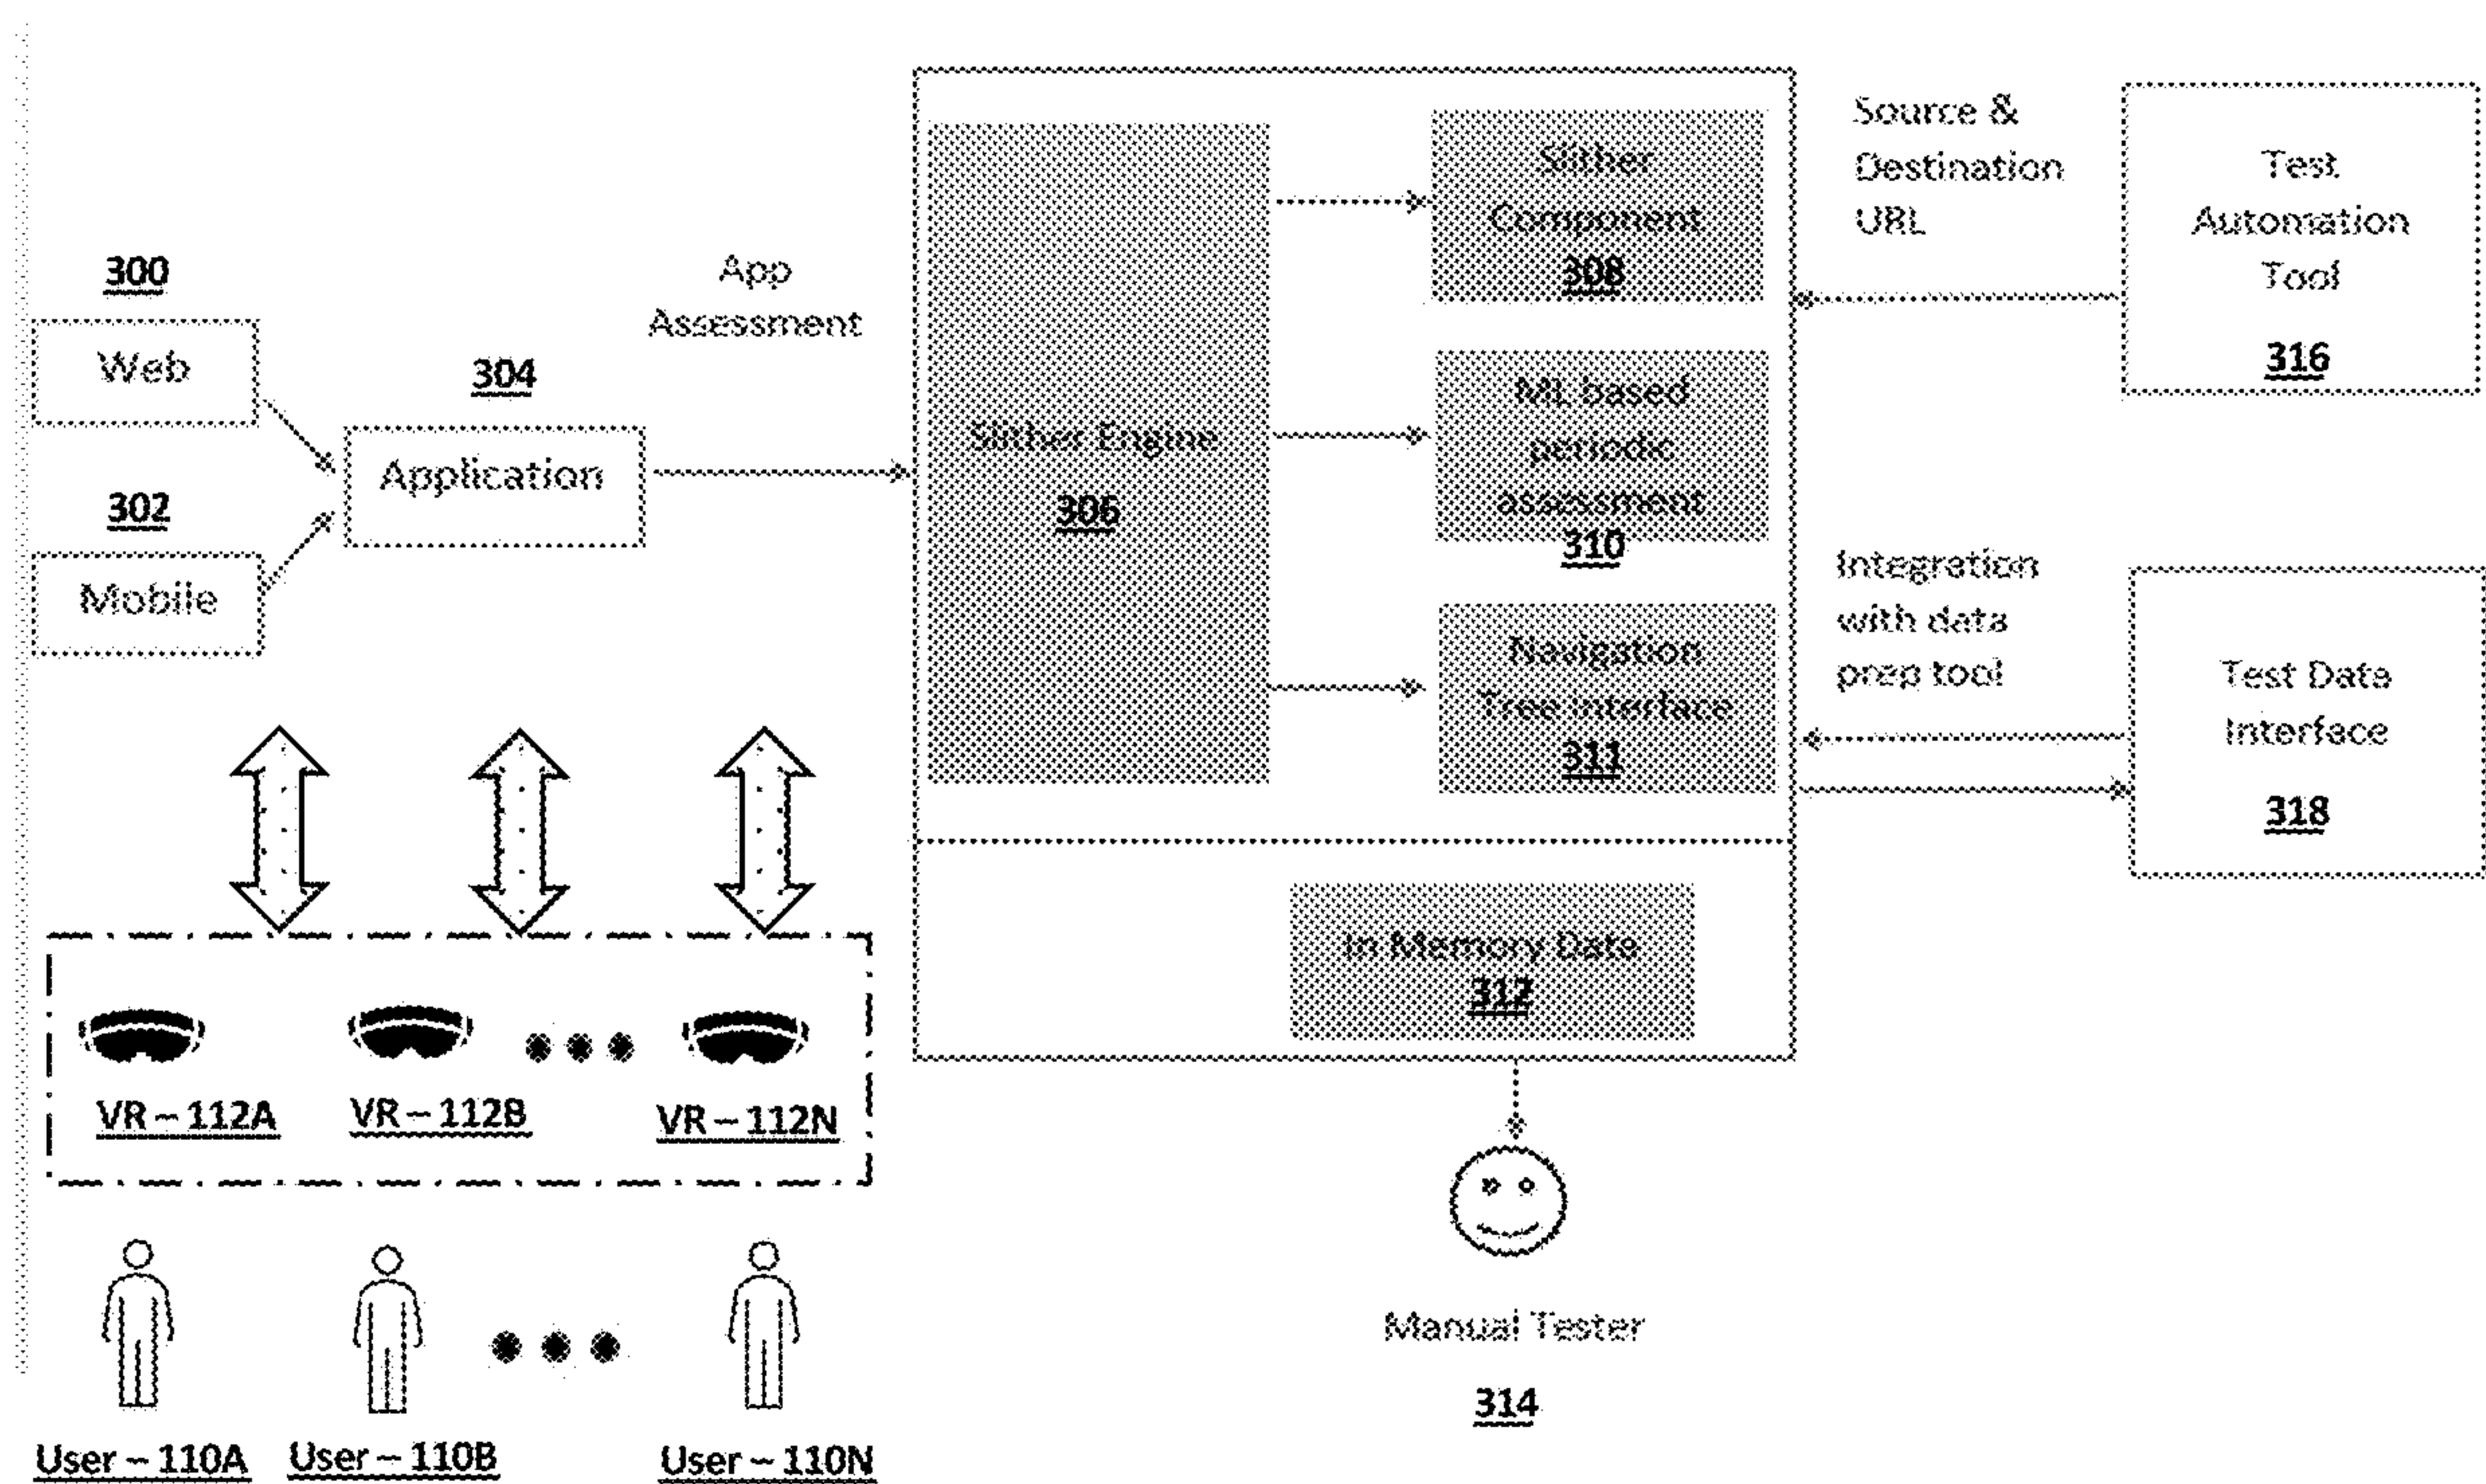 300
Web
302
Mobile
304
Application
App
Assessment
Slither Engine
306
Slither
Component
308
ML based
periodic
assessment
310
Navigation
Tree interface
311
In Memory Data
312
Source &
Destination
URL
Test
Automation
Tool
316
Integration
with data
prep tool
Test Data
Interface
318
VR – 112A
VR – 112B
VR – 112N
User – 110A
User – 110B
User – 110N
Manual Tester
314